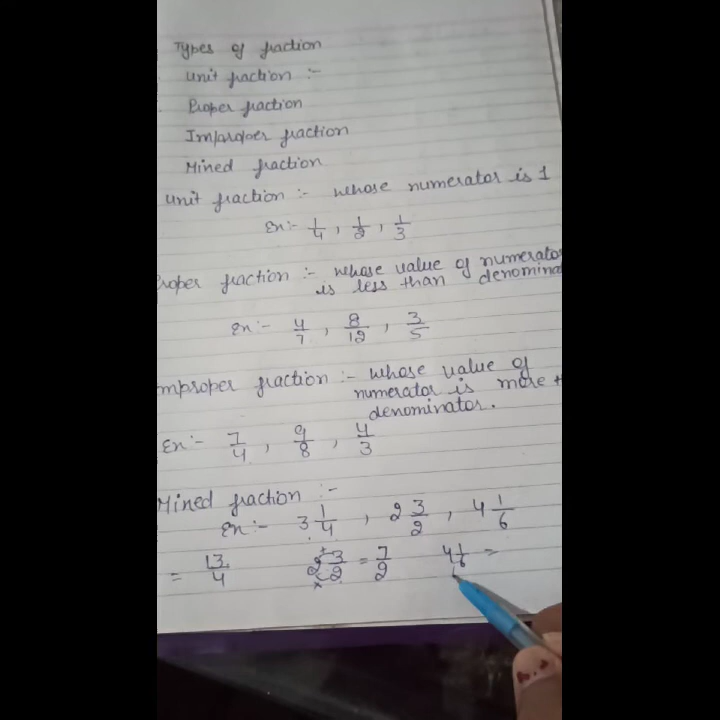 Types of fraction
Unit fraction :-
Proper fraction
Improper fraction
Mixed fraction
Unit fraction :- whose numerator is 1
Ex:- 1/4 , 1/2 , 1/3
roper fraction :- whose value of numerato
is less than denomina
Ex:- 4/7 , 8/12 , 3/5
mproper fraction :- whose value of
numerator is more t
denominator.
Ex:- 7/4 , 9/8 , 4/3
Mixed fraction :-
Ex:- 3 1/4 , 2 3/2 , 4 1/6
= 13/4 2 3/2 = 7/2 4 1/6 =